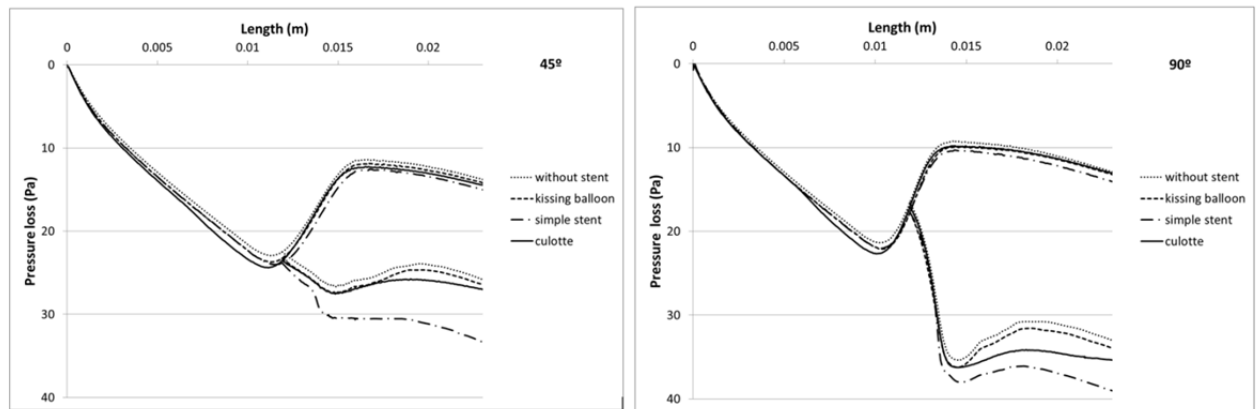 Length (m)
0 0.005 0.01 0.015 0.02
0
10
20
30
40
Pressure loss (Pa)
45º
without stent
kissing balloon
simple stent
culotte
Length (m)
0 0.005 0.01 0.015 0.02
0
10
20
30
40
Pressure loss (Pa)
90º
without stent
kissing balloon
simple stent
culotte